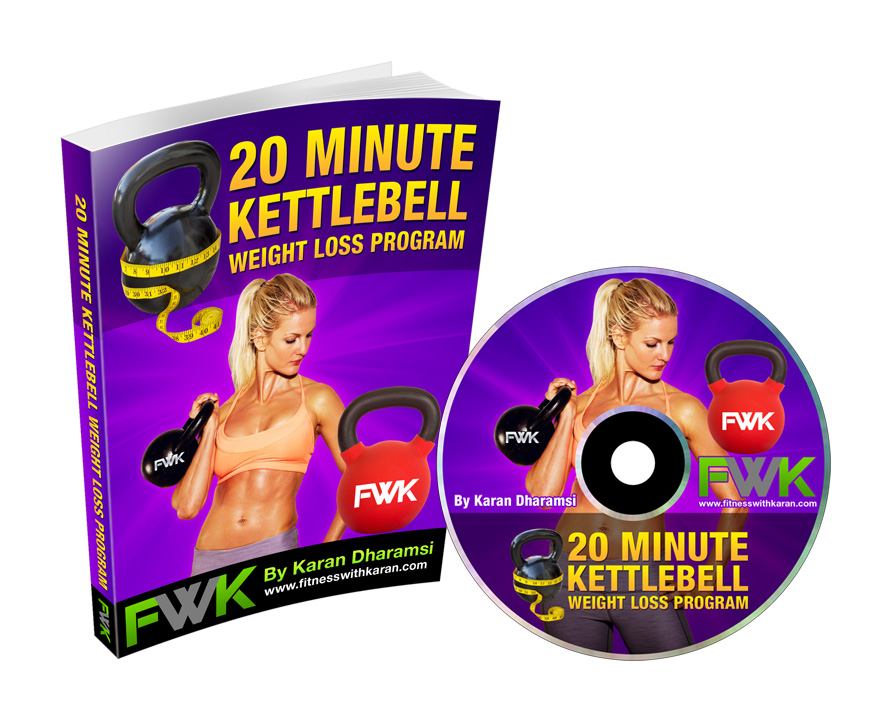 20 MINUTE
KETTLEBELL
WEIGHT LOSS PROGRAM
20 MINUTE KETTLEBELL WEIGHT LOSS PROGRAM
FWK
FWK
FWK
FWK
By Karan Dharamsi
www.fitnesswithkaran.com
FWK
FWK
FWK
www.fitnesswithkaran.com
By Karan Dharamsi
20 MINUTE
KETTLEBELL
WEIGHT LOSS PROGRAM